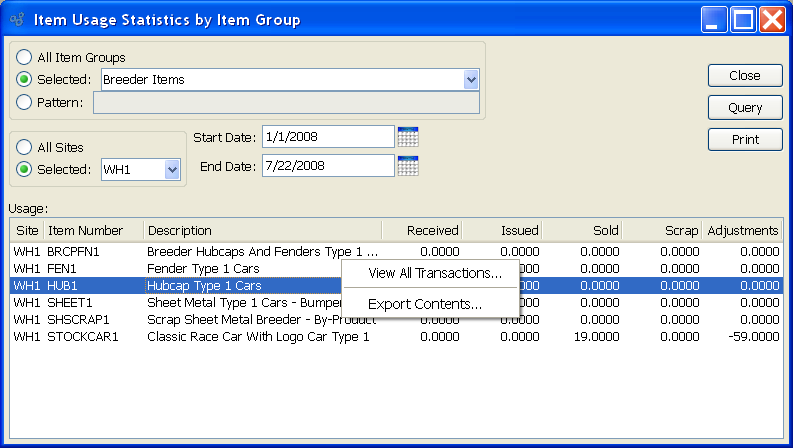 Item Usage Statistics by Item Group
All Item Groups
Selected: Breeder Items
Pattern:
Close
Query
Print
All Sites
Selected: WH1
Start Date: 1/1/2008
End Date: 7/22/2008
Usage:
Site Item Number Description Received Issued Sold Scrap Adjustments
WH1 BRCPFN1 Breeder Hubcaps And Fenders Type 1 ... 0.0000 0.0000 0.0000 0.0000 0.0000
WH1 FEN1 Fender Type 1 Cars 0.0000 0.0000 0.0000
WH1 HUB1 Hubcap Type 1 Cars 0.0000 0.0000 0.0000
WH1 SHEET1 Sheet Metal Type 1 Cars - Bumper 0.0000 0.0000 0.0000
WH1 SHSCRAP1 Scrap Sheet Metal Breeder - By-Product 0.0000 0.0000 0.0000 0.0000 0.0000
WH1 STOCKCAR1 Classic Race Car With Logo Car Type 1 0.0000 0.0000 19.0000 0.0000 -59.0000
View All Transactions...
Export Contents...